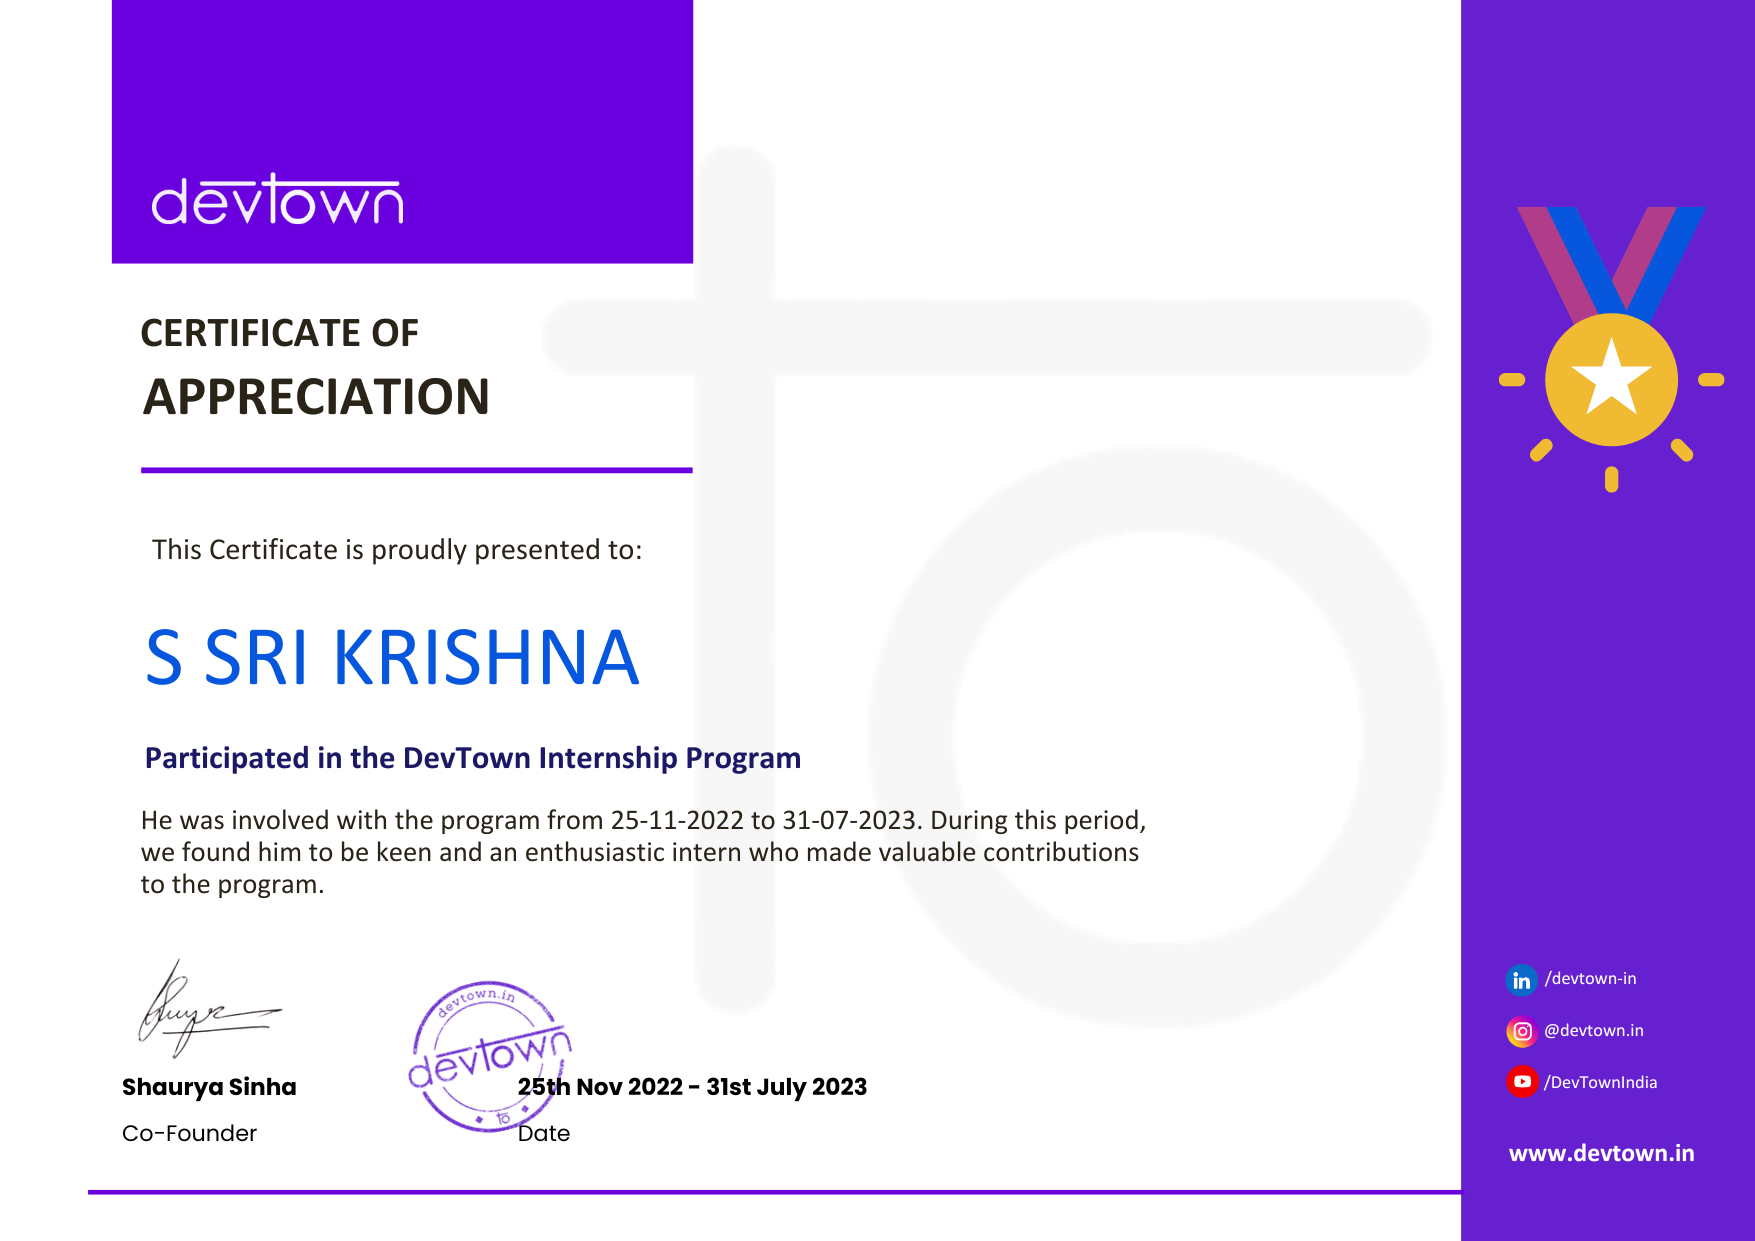 devtown
CERTIFICATE OF
APPRECIATION
This Certificate is proudly presented to:
S SRI KRISHNA
Participated in the DevTown Internship Program
He was involved with the program from 25-11-2022 to 31-07-2023. During this period,
we found him to be keen and an enthusiastic intern who made valuable contributions
to the program.
devtown.in
devtown
to
Shaurya Sinha
25th Nov 2022 - 31st July 2023
Co-Founder
Date
/devtown-in
@devtown.in
/DevTownIndia
www.devtown.in